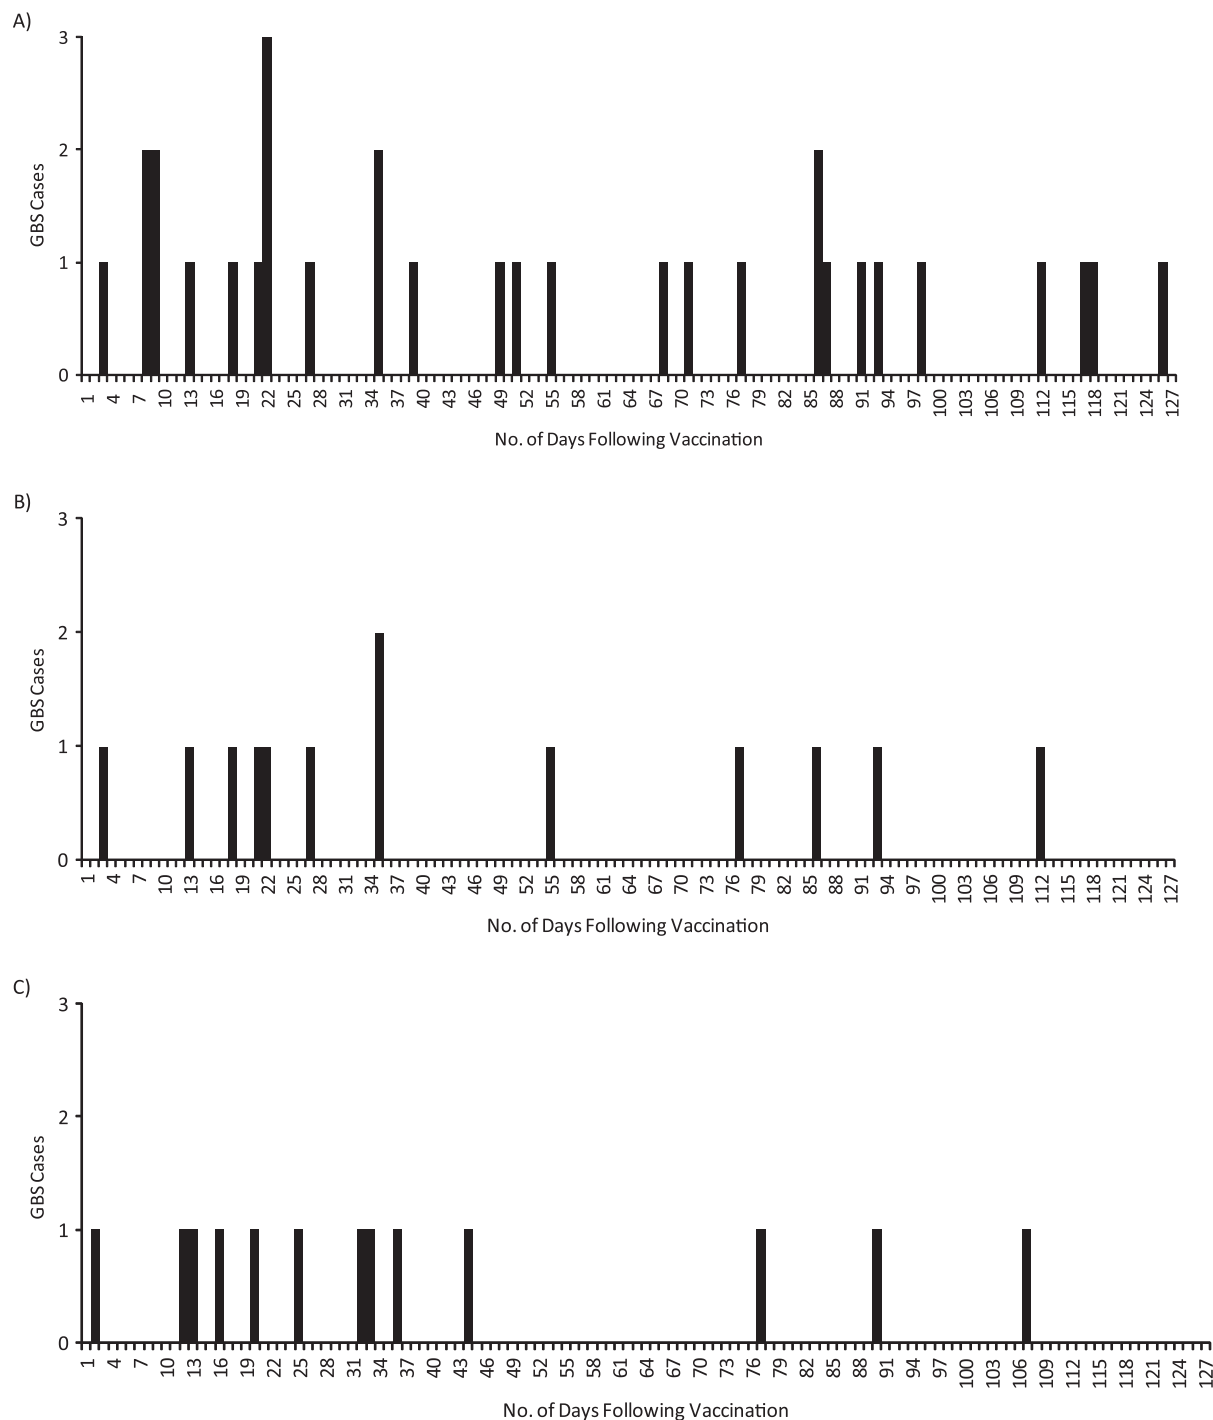 A)
3
2
1
0
GBS Cases
1 4 7 10 13 16 19 22 25 28 31 34 37 40 43 46 49 52 55 58 61 64 67 70 73 76 79 82 85 88 91 94 97 100 103 106 109 112 115 118 121 124 127
No. of Days Following Vaccination
B)
3
2
1
0
GBS Cases
1 4 7 10 13 16 19 22 25 28 31 34 37 40 43 46 49 52 55 58 61 64 67 70 73 76 79 82 85 88 91 94 97 100 103 106 109 112 115 118 121 124 127
No. of Days Following Vaccination
C)
3
2
1
0
GBS Cases
1 4 7 10 13 16 19 22 25 28 31 34 37 40 43 46 49 52 55 58 61 64 67 70 73 76 79 82 85 88 91 94 97 100 103 106 109 112 115 118 121 124 127
No. of Days Following Vaccination